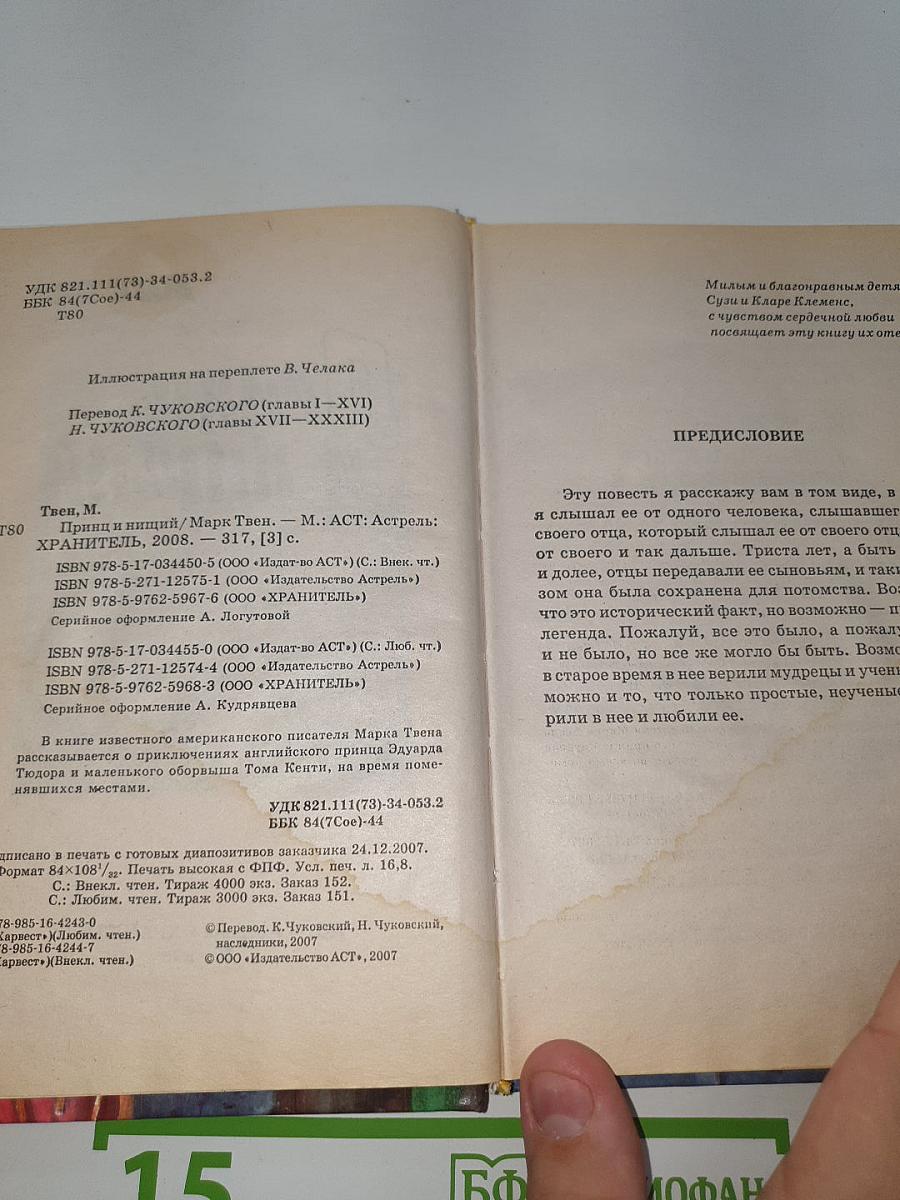 УДК 821.111(73)-34-053.2
ББК 84(7Сое)-44
Т80
Иллюстрация на переплете В. Челака
Перевод К. ЧУКОВСКОГО (главы I—XVI)
Н. ЧУКОВСКОГО (главы XVII—XXXIII)
Твен, М.
Т80 Принц и нищий/ Марк Твен. — М.: АСТ: Астрель:
ХРАНИТЕЛЬ, 2008. — 317, [3] с.
ISBN 978-5-17-034450-5 (ООО «Издат-во АСТ») (С.: Внек. чт.)
ISBN 978-5-271-12575-1 (ООО «Издательство Астрель»)
ISBN 978-5-9762-5967-6 (ООО «ХРАНИТЕЛЬ»)
Серийное оформление А. Логутовой
ISBN 978-5-17-034455-0 (ООО «Издат-во АСТ») (С.: Люб. чт.)
ISBN 978-5-271-12574-4 (ООО «Издательство Астрель»)
ISBN 978-5-9762-5968-3 (ООО «ХРАНИТЕЛЬ»)
Серийное оформление А. Кудрявцева
В книге известного американского писателя Марка Твена
рассказывается о приключениях английского принца Эдуарда
Тюдора и маленького оборвыша Тома Кенти, на время поме-
нявшихся местами.
УДК 821.111(73)-34-053.2
ББК 84(7Сое)-44
дписано в печать с готовых диапозитивов заказчика 24.12.2007.
Формат 84×108¹/₃₂. Печать высокая с ФПФ. Усл. печ. л. 16,8.
С.: Внекл. чтен. Тираж 4000 экз. Заказ 152.
С.: Любим. чтен. Тираж 3000 экз. Заказ 151.
78-985-16-4243-0
Харвест»)(Любим. чтен.)
78-985-16-4244-7
Харвест»)(Внекл. чтен.)
© Перевод. К.Чуковский, Н. Чуковский,
наследники, 2007
© ООО «Издательство АСТ», 2007
Милым и благонравным детя
Сузи и Кларе Клеменс,
с чувством сердечной любви
посвящает эту книгу их оте
ПРЕДИСЛОВИЕ
Эту повесть я расскажу вам в том виде, в
я слышал ее от одного человека, слышавшег
своего отца, который слышал ее от своего отц
от своего и так дальше. Триста лет, а быть
и долее, отцы передавали ее сыновьям, и таки
зом она была сохранена для потомства. Воз
что это исторический факт, но возможно — п
легенда. Пожалуй, все это было, а пожалу
и не было, но все же могло бы быть. Возмо
в старое время в нее верили мудрецы и учен
можно и то, что только простые, неученые
рили в нее и любили ее.
15
БФ ИОФАН